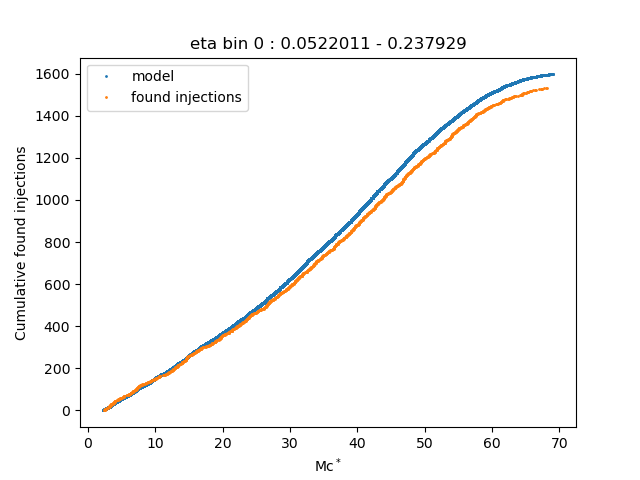 eta bin 0 : 0.0522011 - 0.237929
model
found injections
Cumulative found injections
1600
1400
1200
1000
800
600
400
200
0
0 10 20 30 40 50 60 70
Mc*